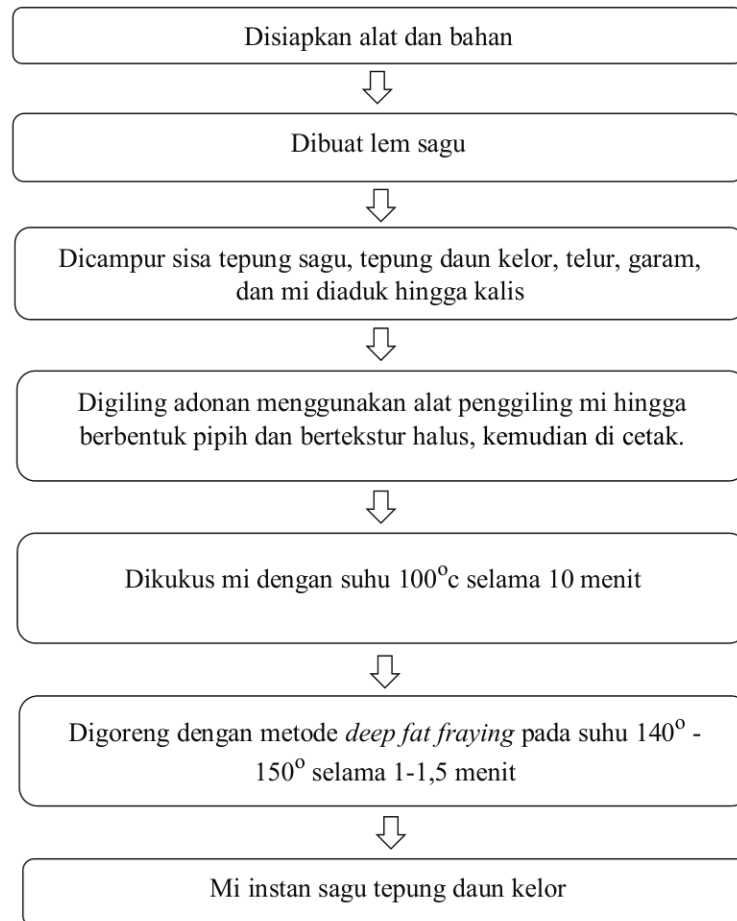 Disiapkan alat dan bahan
Dibuat lem sagu
Dicampur sisa tepung sagu, tepung daun kelor, telur, garam,
dan mi diaduk hingga kalis
Digiling adonan menggunakan alat penggiling mi hingga
berbentuk pipih dan bertekstur halus, kemudian di cetak.
Dikukus mi dengan suhu 100°c selama 10 menit
Digoreng dengan metode deep fat fraying pada suhu 140° -
150° selama 1-1,5 menit
Mi instan sagu tepung daun kelor